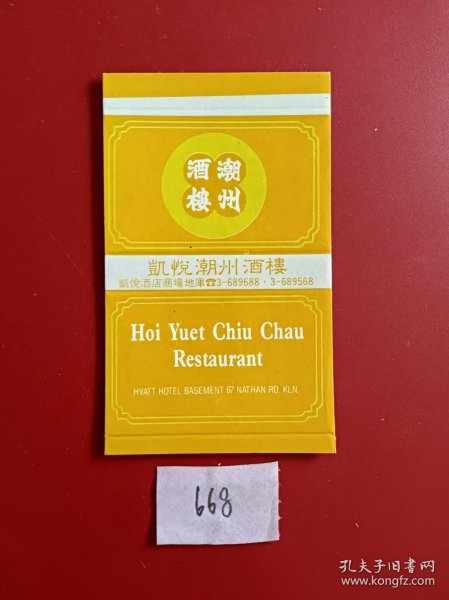 潮州
酒樓
凱悅潮州酒樓
凱悅酒店商場地庫☎3-689688·3-689568
Hoi Yuet Chiu Chau
Restaurant
HYATT HOTEL BASEMENT 67 NATHAN RD. KLN
668
孔夫子旧书网
www.kongfz.com